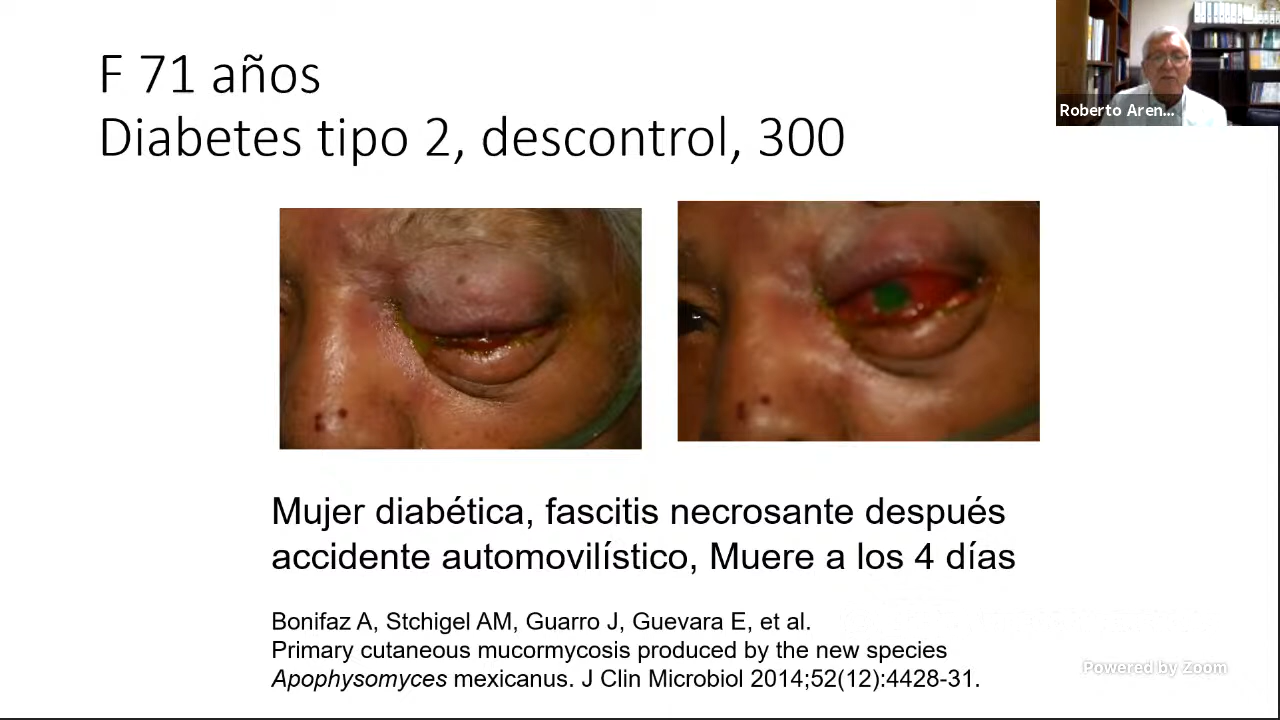 F 71 años
Diabetes tipo 2, descontrol, 300
Roberto Aren...
Mujer diabética, fascitis necrosante después
accidente automovilístico, Muere a los 4 días
Bonifaz A, Stchigel AM, Guarro J, Guevara E, et al.
Primary cutaneous mucormycosis produced by the new species
Apophysomyces mexicanus. J Clin Microbiol 2014;52(12):4428-31.
Powered by Zoom